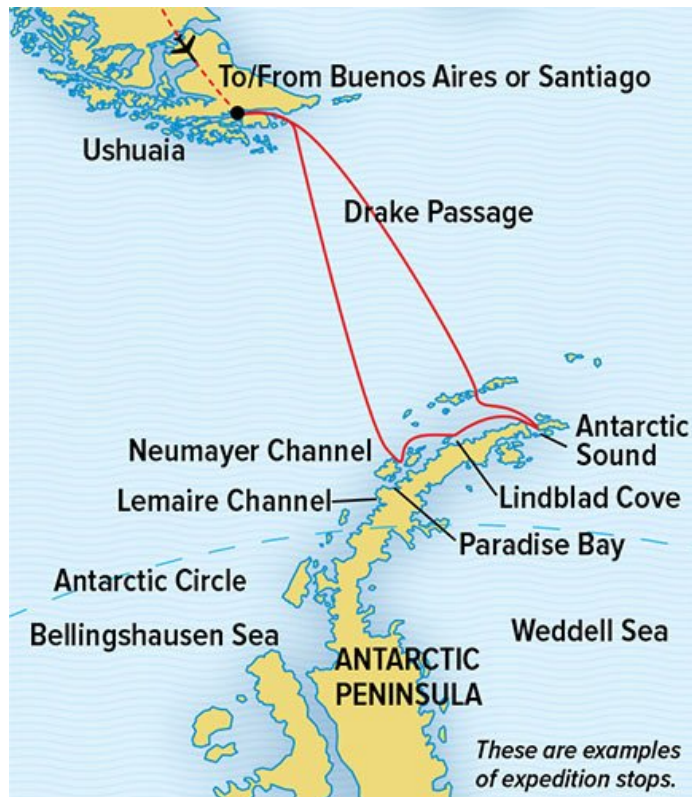 To/From Buenos Aires or Santiago
Ushuaia
Drake Passage
Antarctic
Sound
Neumayer Channel
Lemaire Channel
Lindblad Cove
Paradise Bay
Antarctic Circle
Bellingshausen Sea
Weddell Sea
ANTARCTIC
PENINSULA
These are examples
of expedition stops.